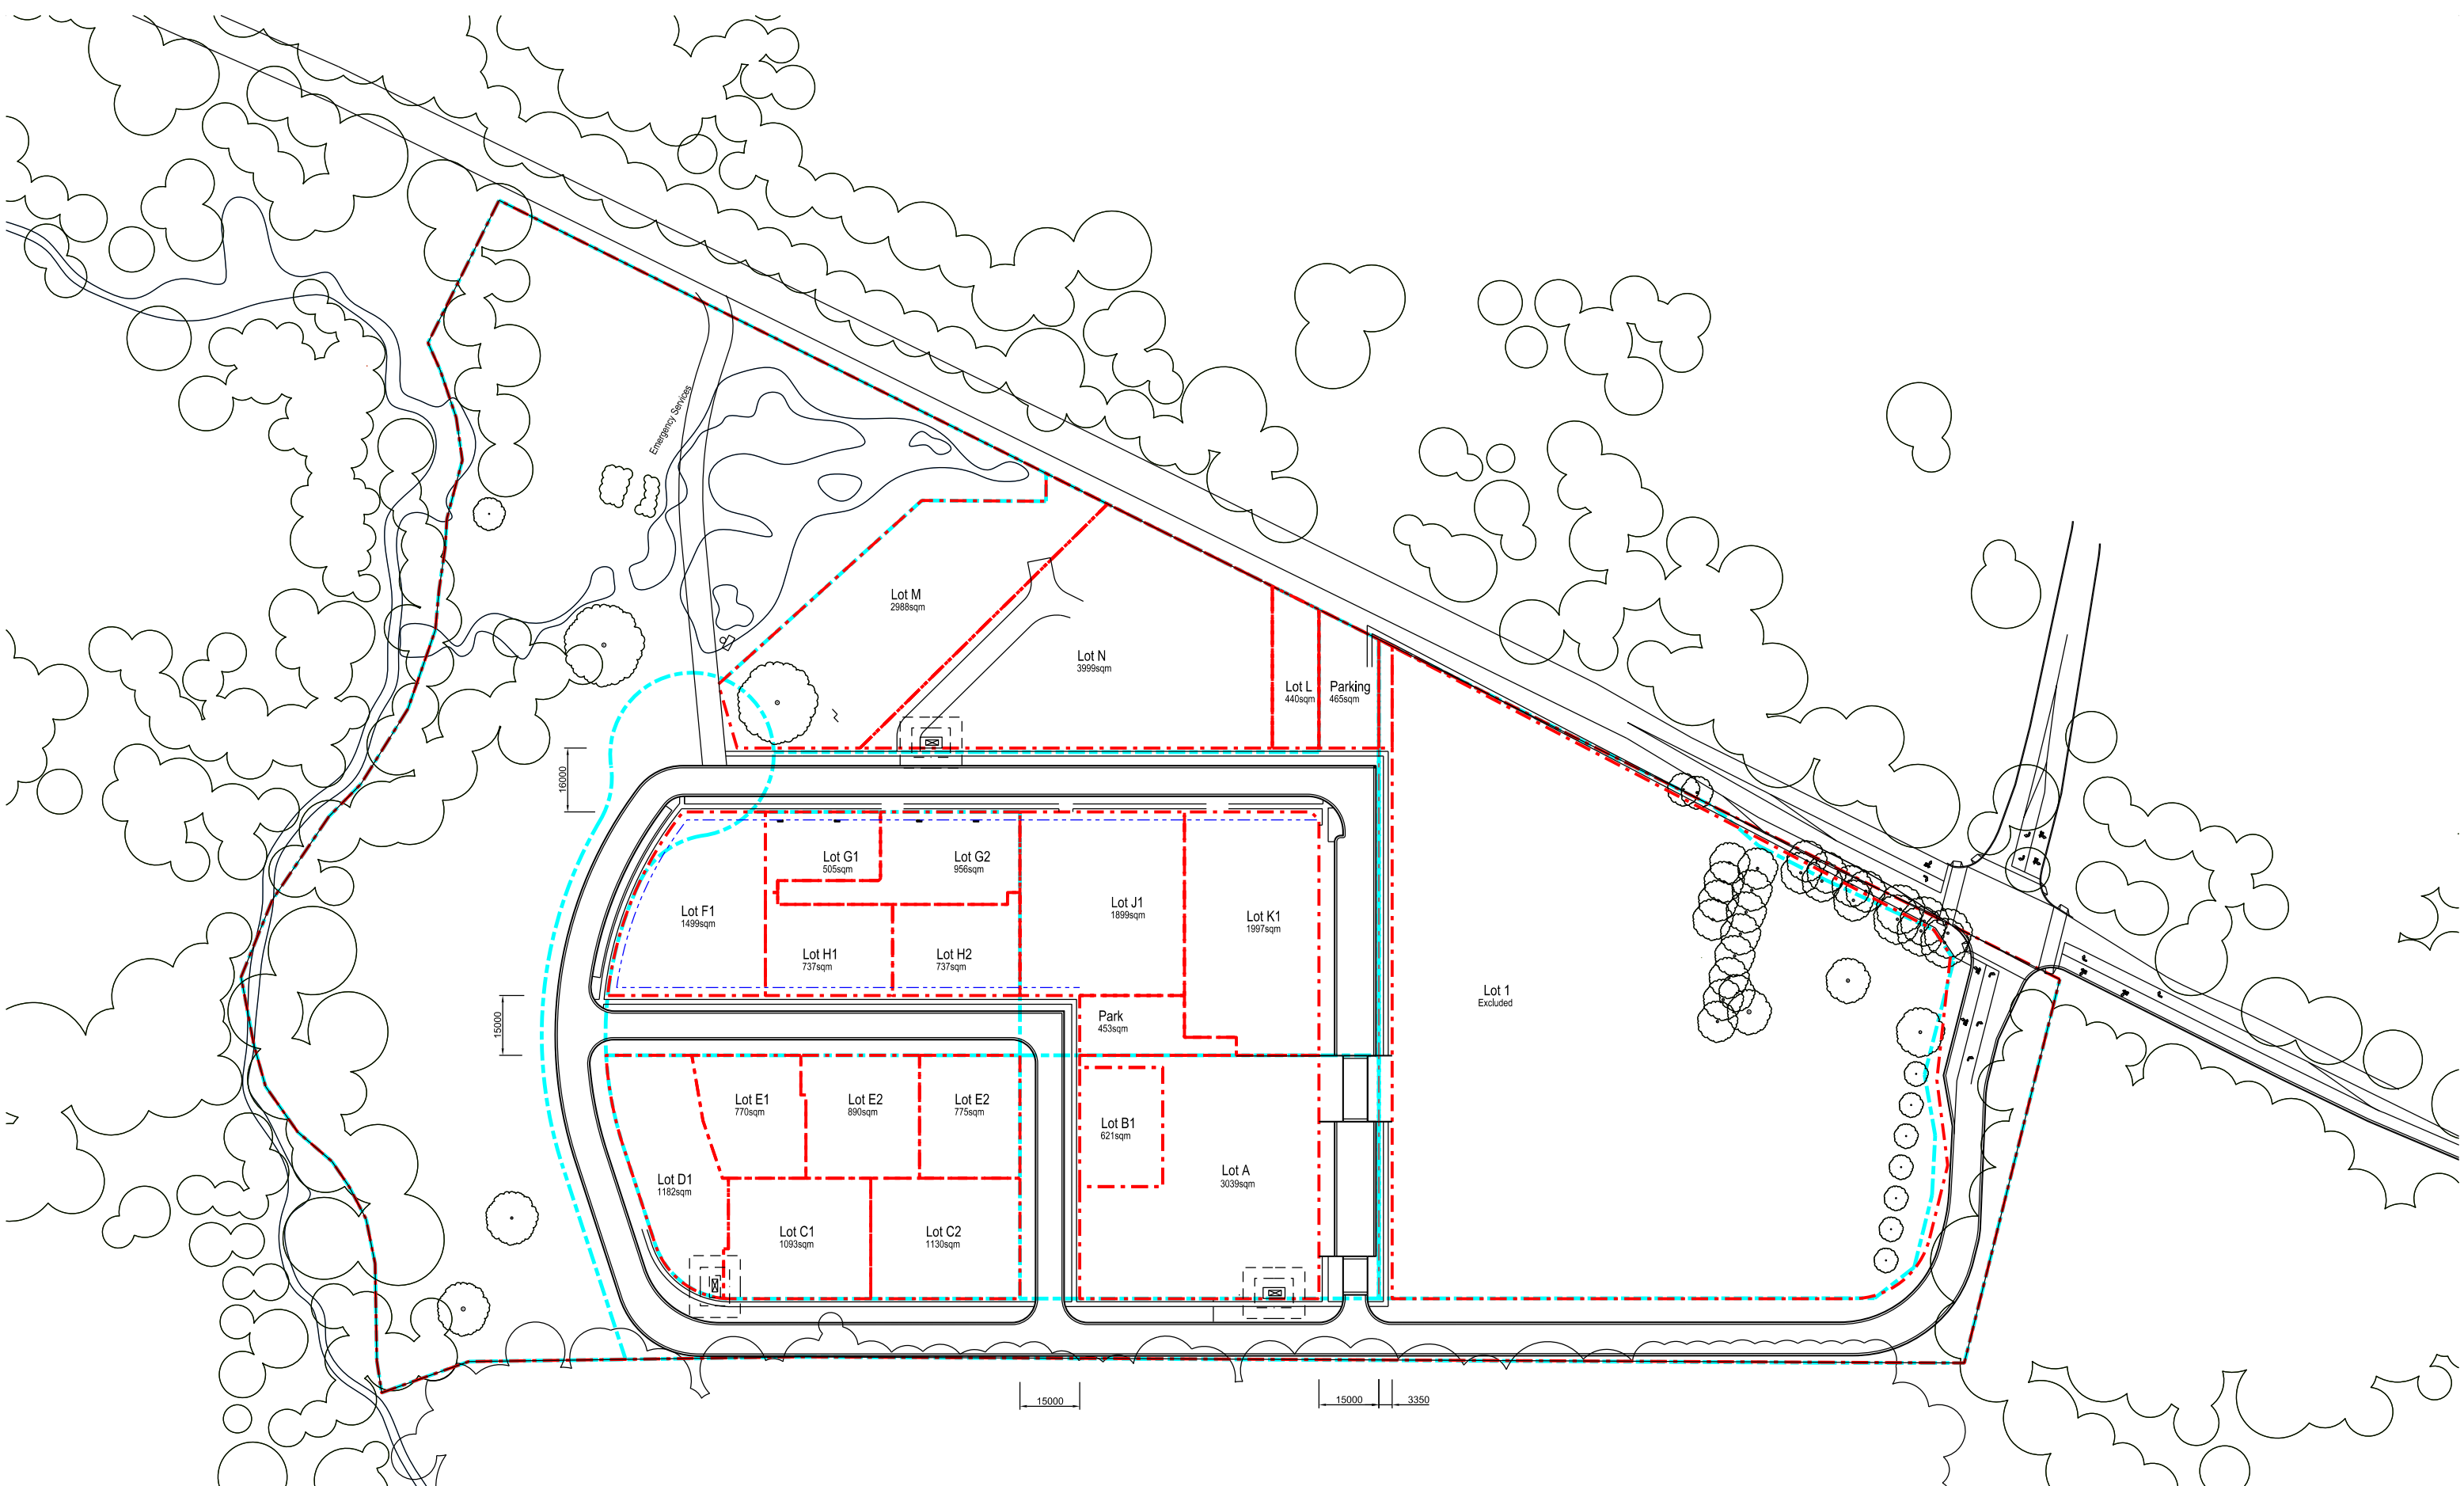 Emergency Services
Lot M
2988sqm
Lot N
3999sqm
Lot L
440sqm
Parking
465sqm
16000
Lot G1
505sqm
Lot G2
956sqm
Lot F1
1499sqm
Lot J1
1899sqm
Lot K1
1997sqm
Lot H1
737sqm
Lot H2
737sqm
Lot 1
Excluded
15000
Park
453sqm
Lot E1
770sqm
Lot E2
890sqm
Lot E2
775sqm
Lot B1
621sqm
Lot D1
1182sqm
Lot A
3039sqm
Lot C1
1093sqm
Lot C2
1130sqm
15000
15000
3350